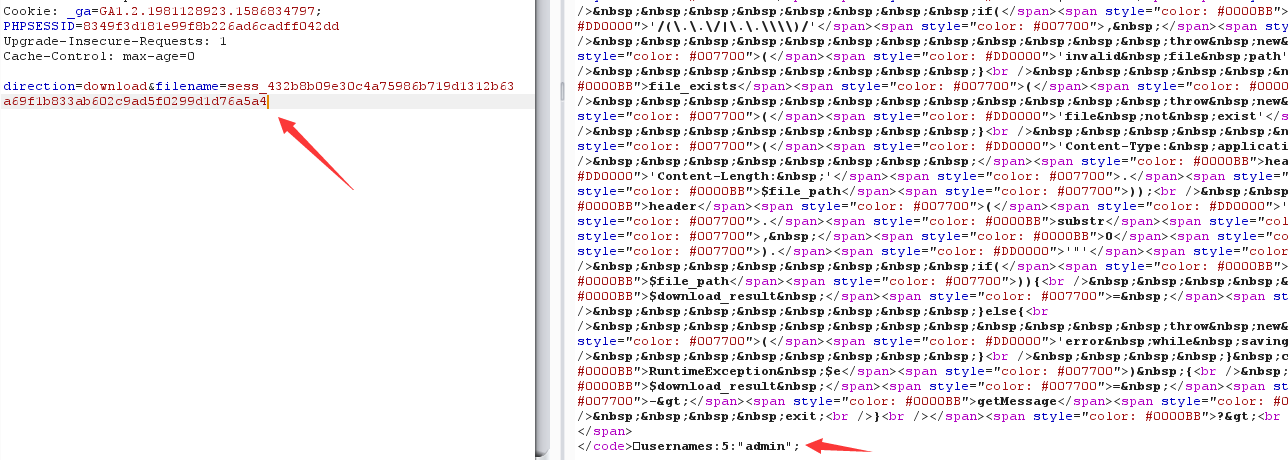 Cookie: _ga=GA1.2.1981128923.1586834797;
PHPSESSID=8349f3d181e99f8b226ad6cadff042dd
Upgrade-Insecure-Requests: 1
Cache-Control: max-age=0
direction=download&filename=sess_432b8b09e30c4a75986b719d1312b63
a69f1b833ab602c9ad5f0299d1d76a5a4
/>&nbsp;&nbsp;&nbsp;&nbsp;&nbsp;&nbsp;&nbsp;&nbsp;if(</span><span style="color: #0000BB">
#DD0000">'/(\.\.\/|\.\.\\\\)/'</span><span style="color: #007700">,&nbsp;</span><span
/>&nbsp;&nbsp;&nbsp;&nbsp;&nbsp;&nbsp;&nbsp;&nbsp;&nbsp;&nbsp;&nbsp;&nbsp;throw&nbsp;new&
style="color: #007700">(</span><span style="color: #DD0000">'invalid&nbsp;file&nbsp;path'
/>&nbsp;&nbsp;&nbsp;&nbsp;&nbsp;&nbsp;&nbsp;&nbsp;}<br />&nbsp;&nbsp;&nbsp;&nbsp;&nbsp;&
#0000BB">file_exists</span><span style="color: #007700">(</span><span style="color:
/>&nbsp;&nbsp;&nbsp;&nbsp;&nbsp;&nbsp;&nbsp;&nbsp;&nbsp;&nbsp;&nbsp;&nbsp;throw&nbsp;new&
style="color: #007700">(</span><span style="color: #DD0000">'file&nbsp;not&nbsp;exist'</s
/>&nbsp;&nbsp;&nbsp;&nbsp;&nbsp;&nbsp;&nbsp;&nbsp;}<br />&nbsp;&nbsp;&nbsp;&nbsp;&nbsp;&
style="color: #007700">(</span><span style="color: #DD0000">'Content-Type:&nbsp;applicati
/>&nbsp;&nbsp;&nbsp;&nbsp;&nbsp;&nbsp;&nbsp;&nbsp;</span><span style="color: #0000BB">hea
#DD0000">'Content-Length:&nbsp;'</span><span style="color: #007700">.</span><span
style="color: #0000BB">$file_path</span><span style="color: #007700">));<br />&nbsp;&nbsp
#0000BB">header</span><span style="color: #007700">(</span><span style="color: #DD0000">'
style="color: #007700">.</span><span style="color: #0000BB">substr</span><span
style="color: #007700">,&nbsp;</span><span style="color: #0000BB">0</span><span
style="color: #007700">).</span><span style="color: #DD0000">'"'</span><span
/>&nbsp;&nbsp;&nbsp;&nbsp;&nbsp;&nbsp;&nbsp;&nbsp;if(</span><span style="color: #0000BB">
#0000BB">$file_path</span><span style="color: #007700">)){<br />&nbsp;&nbsp;&nbsp;&nbsp;
#0000BB">$download_result&nbsp;</span><span style="color: #007700">=&nbsp;</span><span
/>&nbsp;&nbsp;&nbsp;&nbsp;&nbsp;&nbsp;&nbsp;&nbsp;}else{<br
/>&nbsp;&nbsp;&nbsp;&nbsp;&nbsp;&nbsp;&nbsp;&nbsp;&nbsp;&nbsp;&nbsp;&nbsp;throw&nbsp;new&
style="color: #007700">(</span><span style="color: #DD0000">'error&nbsp;while&nbsp;saving
/>&nbsp;&nbsp;&nbsp;&nbsp;&nbsp;&nbsp;&nbsp;&nbsp;}<br />&nbsp;&nbsp;&nbsp;&nbsp;}&nbsp;c
#0000BB">RuntimeException&nbsp;$e</span><span style="color: #007700">)&nbsp;{<br />&nbsp;
#0000BB">$download_result&nbsp;</span><span style="color: #007700">=&nbsp;</span><span
#007700">-&gt;</span><span style="color: #0000BB">getMessage</span><span style="color:
/>&nbsp;&nbsp;&nbsp;&nbsp;exit;<br />}<br /></span><span style="color: #0000BB">?&gt;<br
</span>
</code>□usernames:5:"admin";